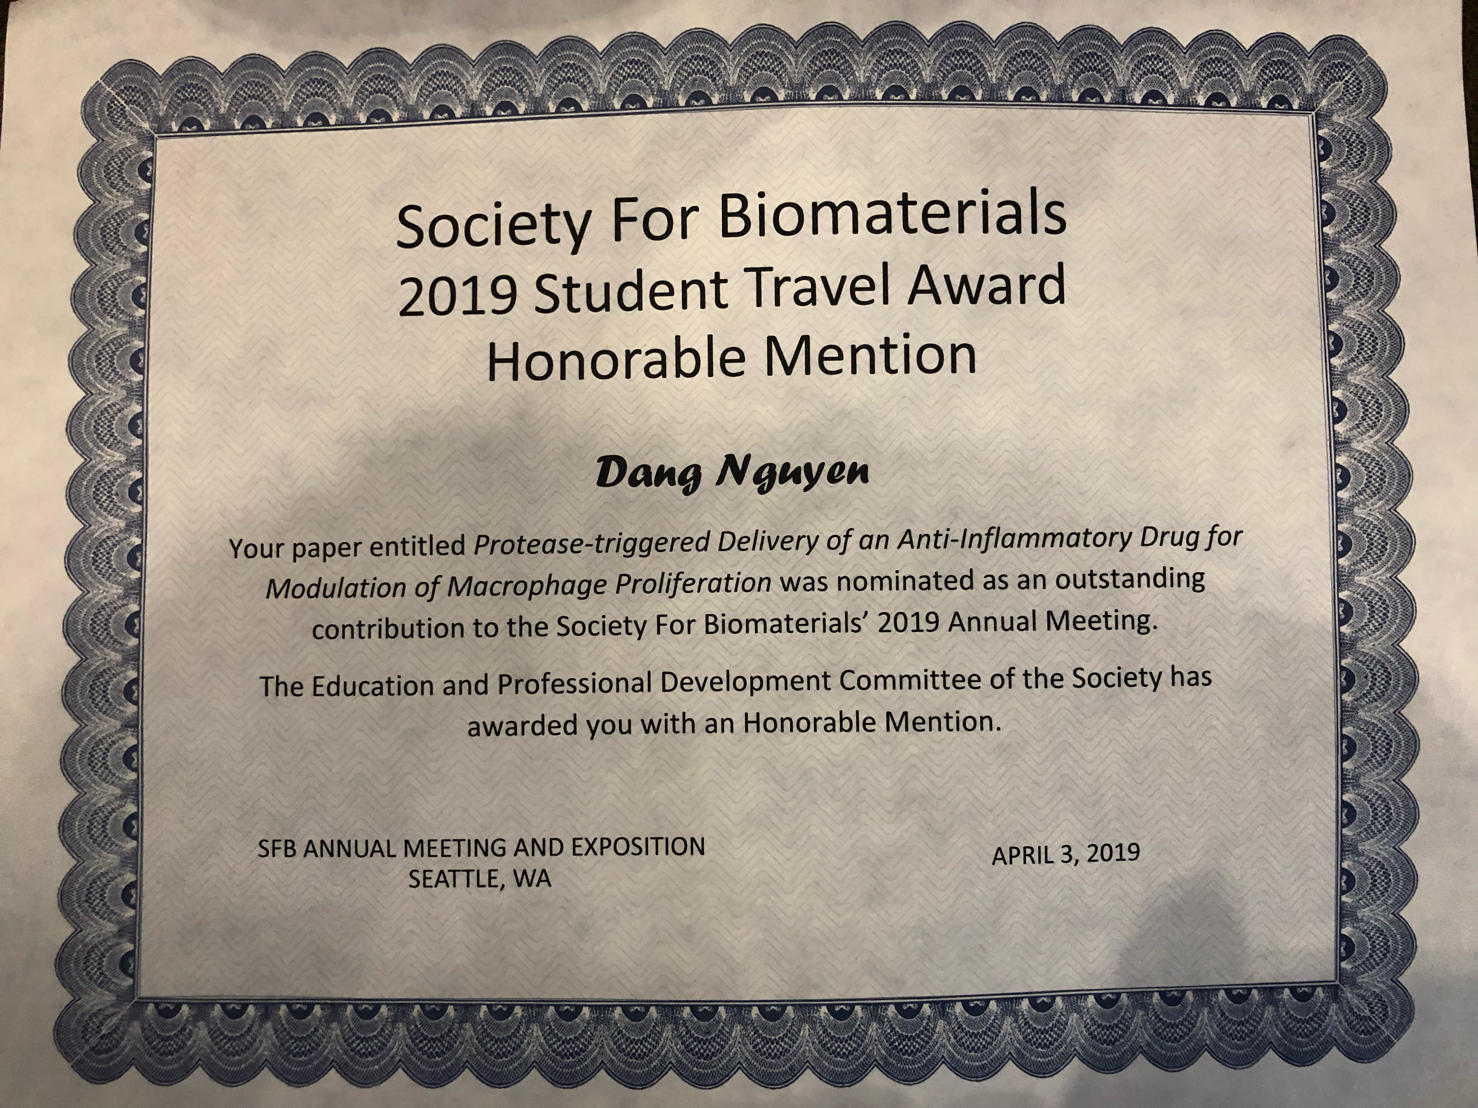 Society For Biomaterials
2019 Student Travel Award
Honorable Mention
Dang Nguyen
Your paper entitled Protease-triggered Delivery of an Anti-Inflammatory Drug for
Modulation of Macrophage Proliferation was nominated as an outstanding
contribution to the Society For Biomaterials’ 2019 Annual Meeting.
The Education and Professional Development Committee of the Society has
awarded you with an Honorable Mention.
SFB ANNUAL MEETING AND EXPOSITION
SEATTLE, WA
APRIL 3, 2019